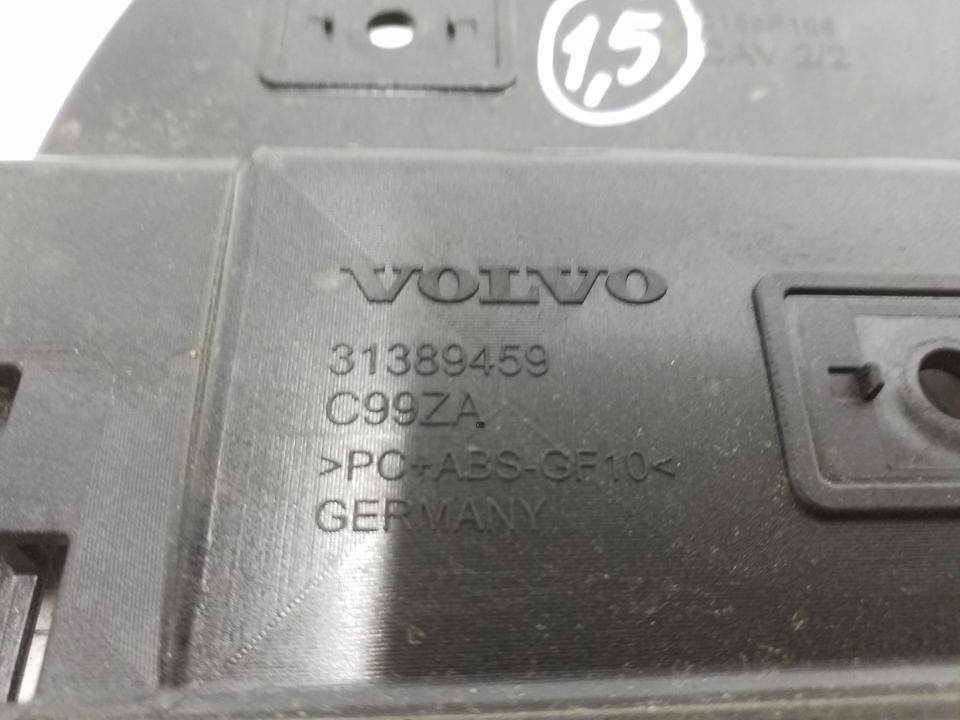 1,5
CAV 2/2
VOLVO
31389459
C99ZA
>PC+ABS-GF10<
GERMANY